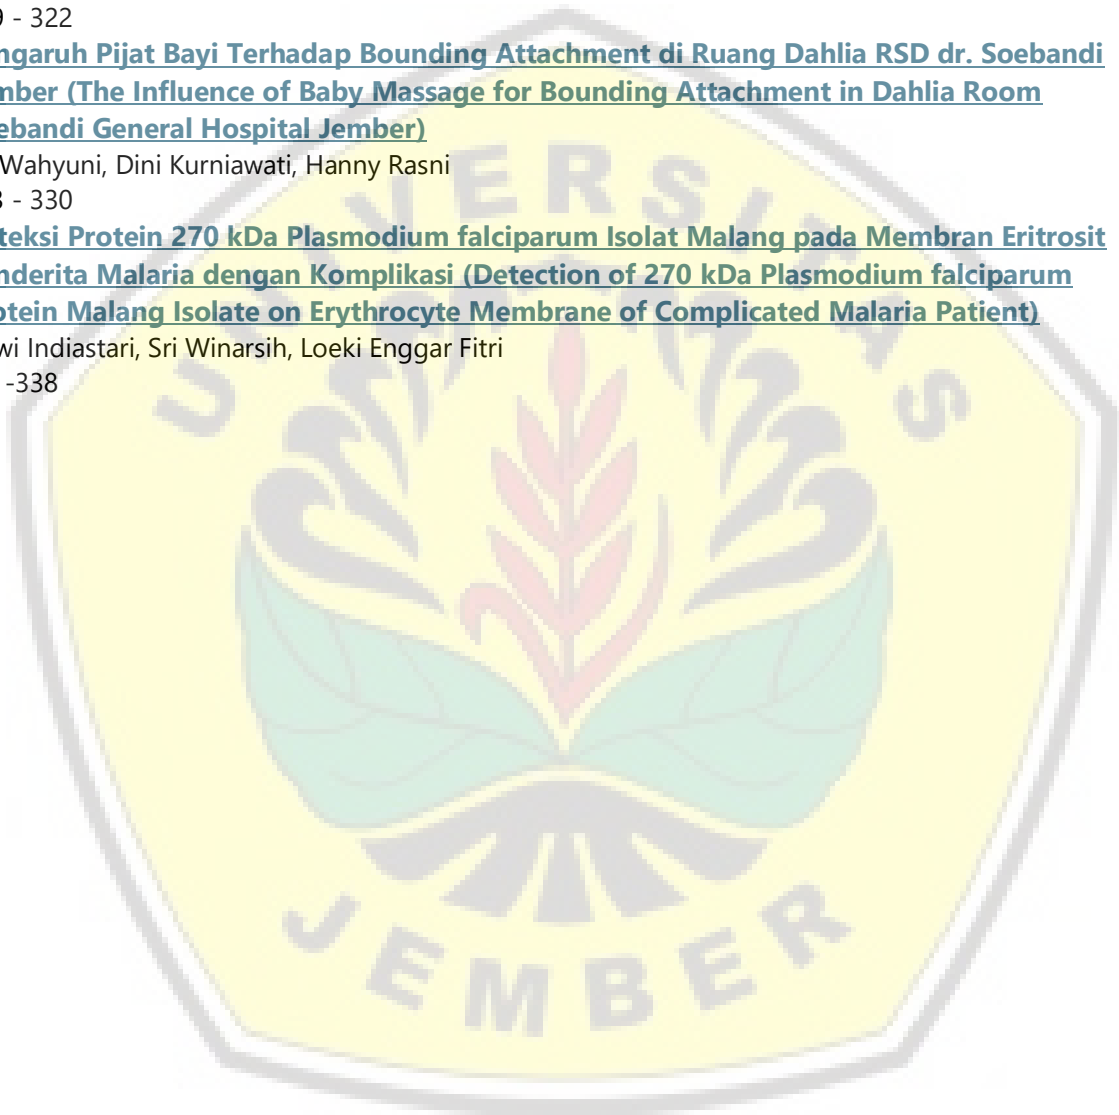 9 - 322
ngaruh Pijat Bayi Terhadap Bounding Attachment di Ruang Dahlia RSD dr. Soebandi
mber (The Influence of Baby Massage for Bounding Attachment in Dahlia Room
ebandi General Hospital Jember)
Wahyuni, Dini Kurniawati, Hanny Rasni
3 - 330
teksi Protein 270 kDa Plasmodium falciparum Isolat Malang pada Membran Eritrosit
nderita Malaria dengan Komplikasi (Detection of 270 kDa Plasmodium falciparum
otein Malang Isolate on Erythrocyte Membrane of Complicated Malaria Patient)
wi Indiastari, Sri Winarsih, Loeki Enggar Fitri
-338
UNIVERSITAS
JEMBER